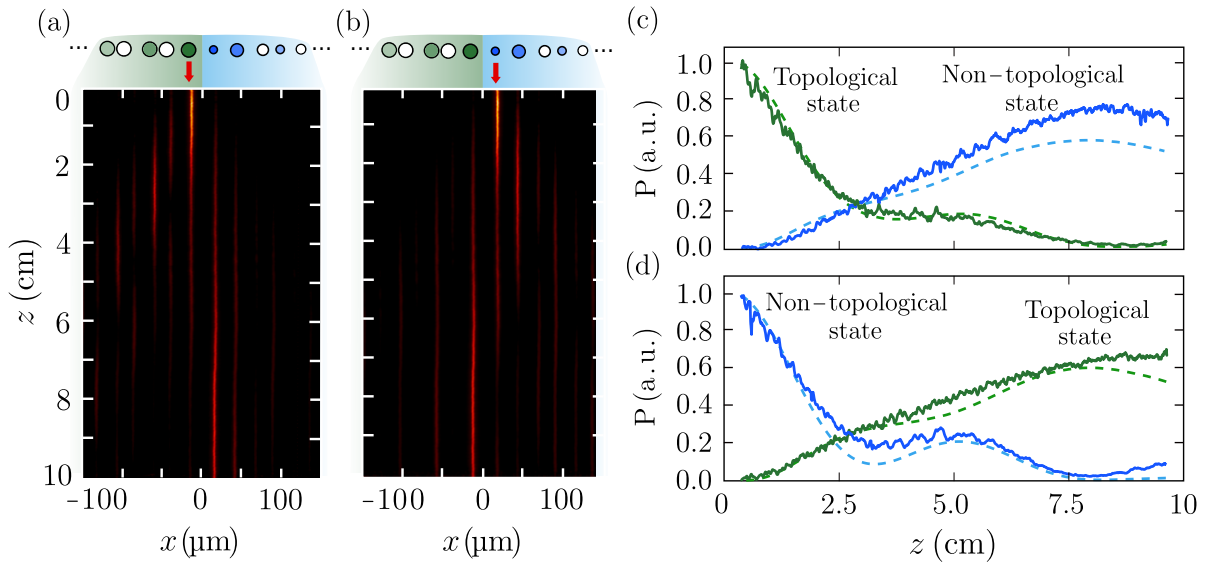 (a)
... ...
0
2
4
6
8
10
z (cm)
−100 0 100
x (µm)
(b)
... ...
−100 0 100
x (µm)
(c)
1.0
0.8
0.6
0.4
0.2
0.0
P (a. u.)
Topological
state
Non−topological
state
(d)
1.0
0.8
0.6
0.4
0.2
0.0
P (a. u.)
Non−topological
state
Topological
state
0 2.5 5.0 7.5 10
z (cm)